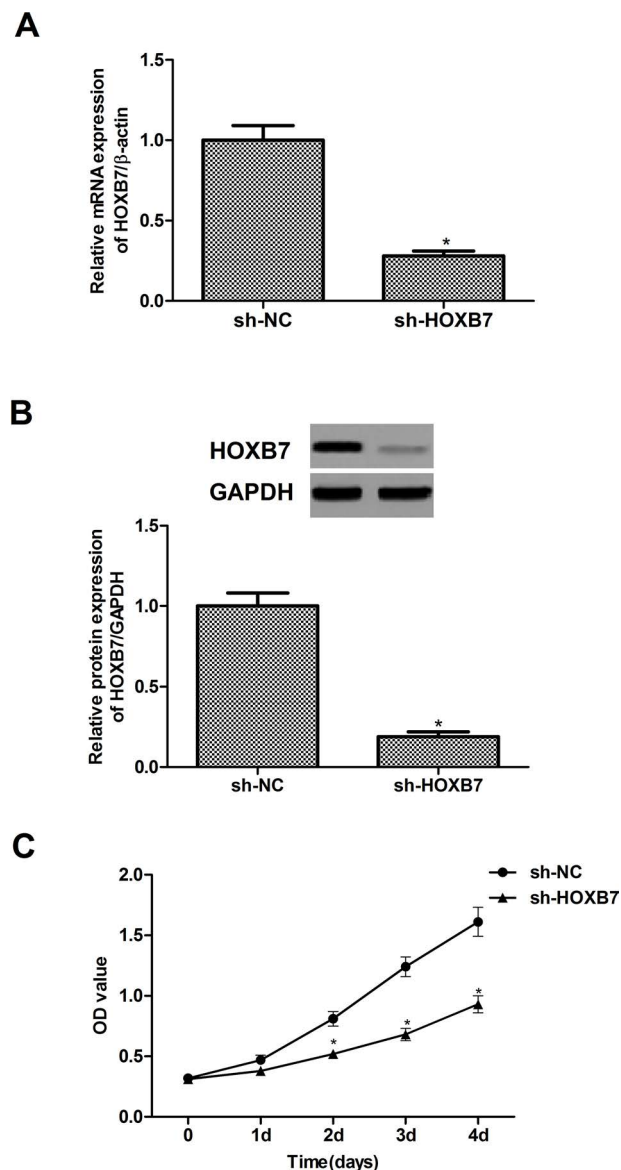 A
Relative mRNA expression
of HOXB7/β-actin
1.5
1.0
0.5
0.0
*
sh-NC
sh-HOXB7
B
HOXB7
GAPDH
Relative protein expression
of HOXB7/GAPDH
1.5
1.0
0.5
0.0
*
sh-NC
sh-HOXB7
C
sh-NC
sh-HOXB7
OD value
2.0
1.5
1.0
0.5
0.0
*
*
*
0
1d
2d
3d
4d
Time(days)